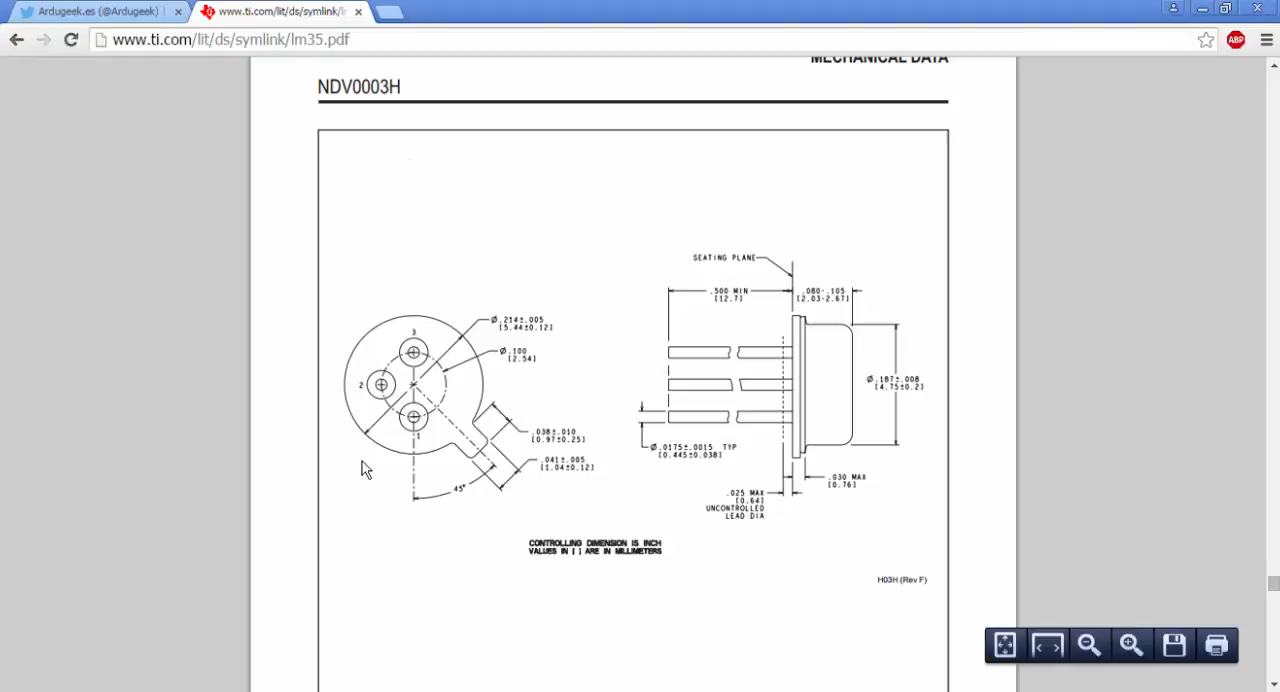 Ardugeek.es (@Ardugeek)
www.ti.com/lit/ds/symlink/l
www.ti.com/lit/ds/symlink/lm35.pdf
ABP
MECHANICAL DATA
NDV0003H
SEATING PLANE
.500 MIN
[12.7]
.080-.105
[2.03-2.67]
3
2
1
Ø.214±.005
[5.44±0.12]
Ø.100
[2.54]
.038±.010
[0.97±0.25]
.041±.005
[1.04±0.12]
45°
Ø.187±.008
[4.75±0.2]
Ø.0175±.0015 TYP
[0.445±0.038]
.030 MAX
[0.76]
.025 MAX
[0.64]
UNCONTROLLED
LEAD DIA
CONTROLLING DIMENSION IS INCH
VALUES IN [ ] ARE IN MILLIMETERS
H03H (Rev F)